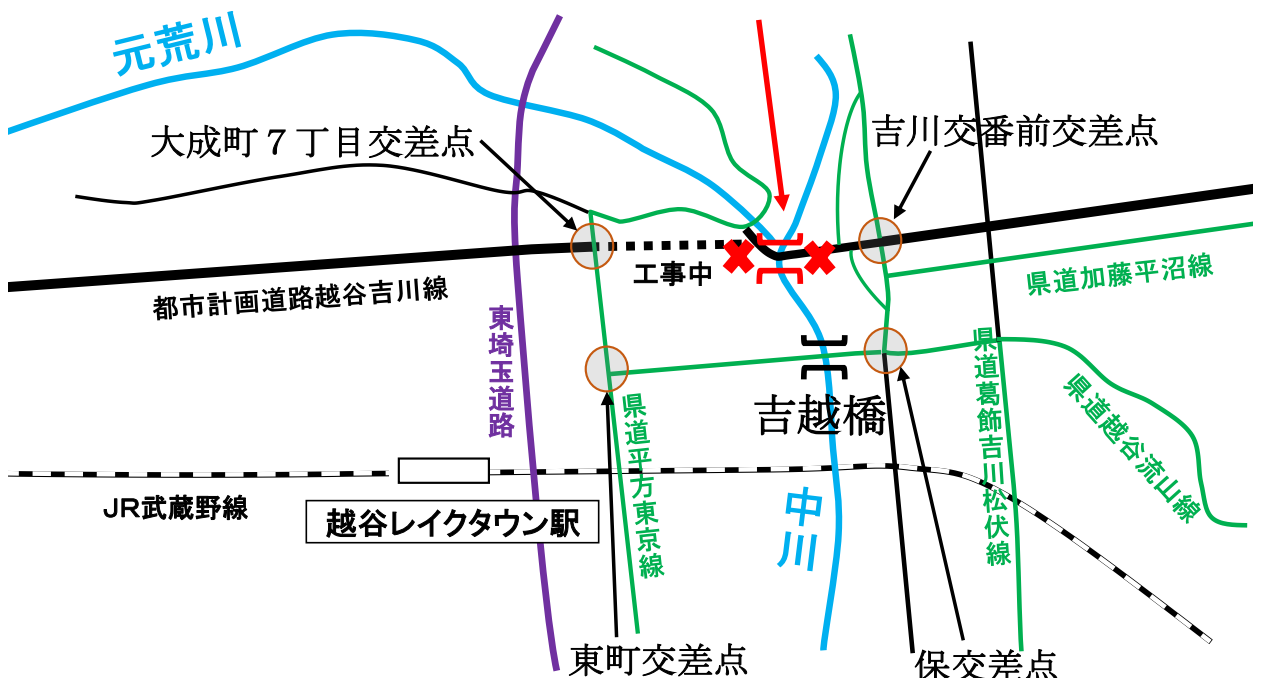 元荒川
大成町７丁目交差点
吉川交番前交差点
工事中
県道加藤平沼線
都市計画道路越谷吉川線
東埼玉道路
県道葛飾吉川松伏線
県道越谷流山線
県道平方東京線
吉越橋
JR武蔵野線
越谷レイクタウン駅
中川
東町交差点
保交差点